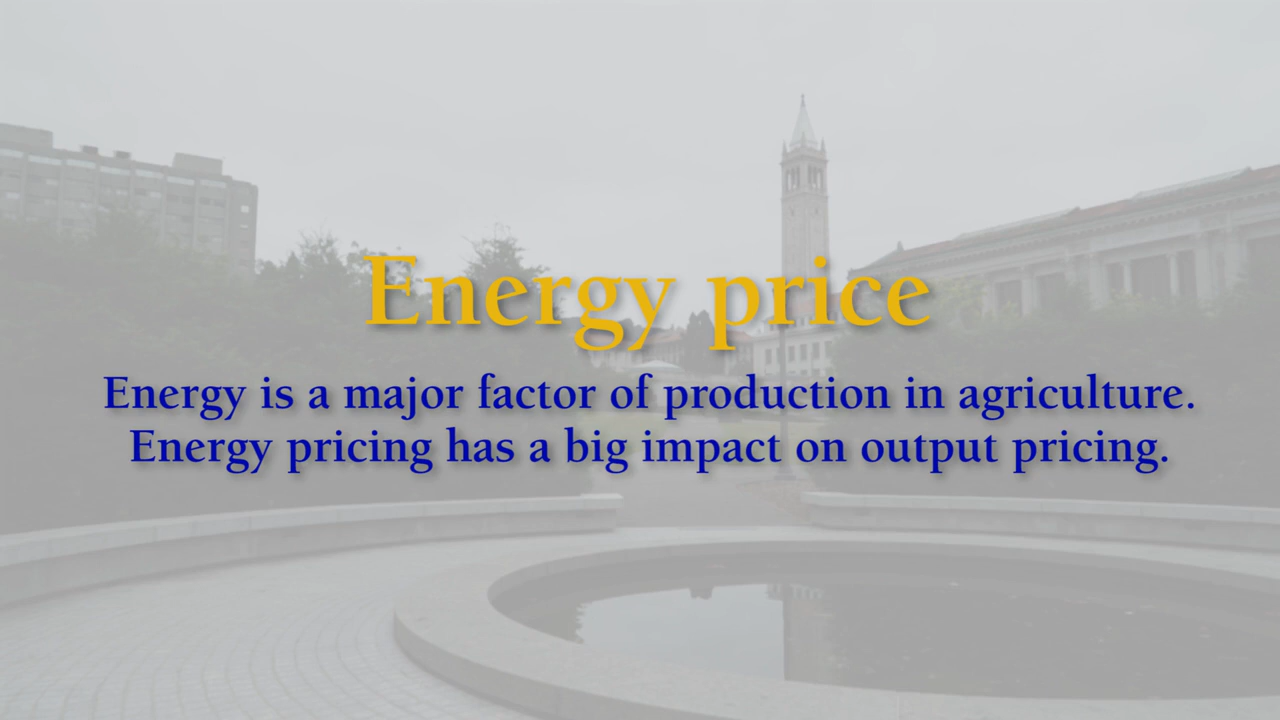 Energy price
Energy is a major factor of production in agriculture.
Energy pricing has a big impact on output pricing.